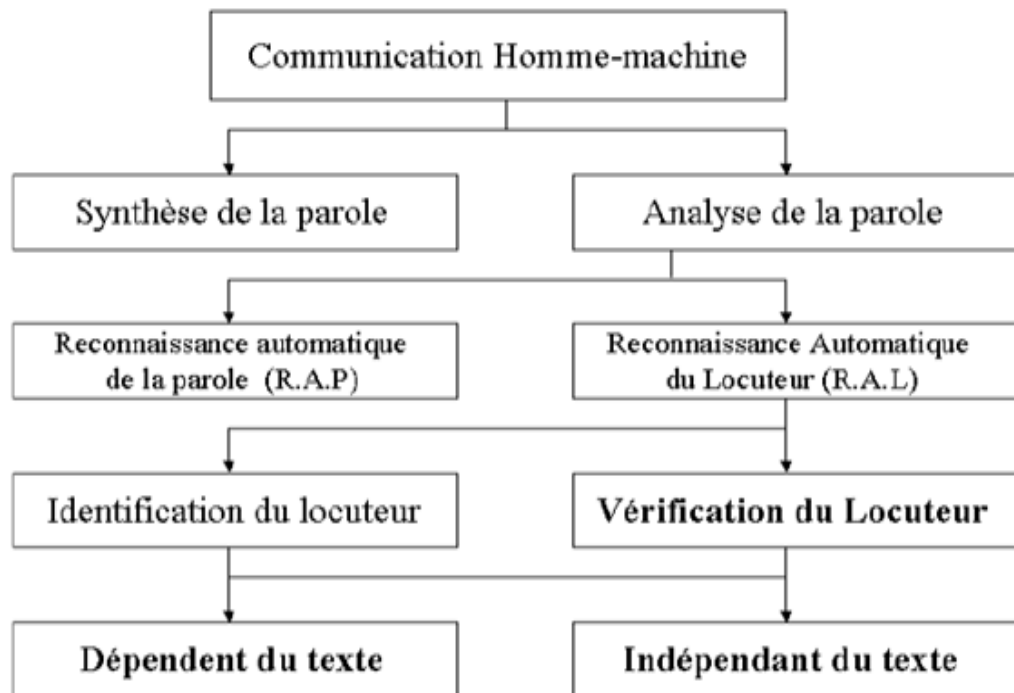 Communication Homme-machine
Synthèse de la parole
Analyse de la parole
Reconnaissance automatique
de la parole (R.A.P)
Reconnaissance Automatique
du Locuteur (R.A.L)
Identification du locuteur
Vérification du Locuteur
Dépendent du texte
Indépendant du texte